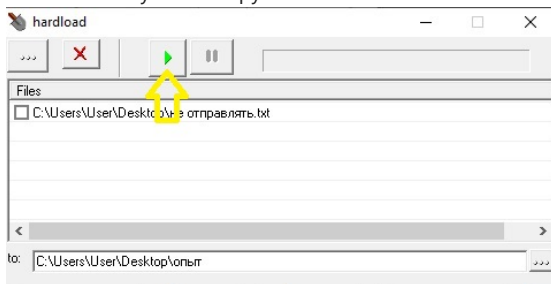 hardload
...
Files
C:\Users\User\Desktop\не отправлять.txt
to: C:\Users\User\Desktop\опыт ...